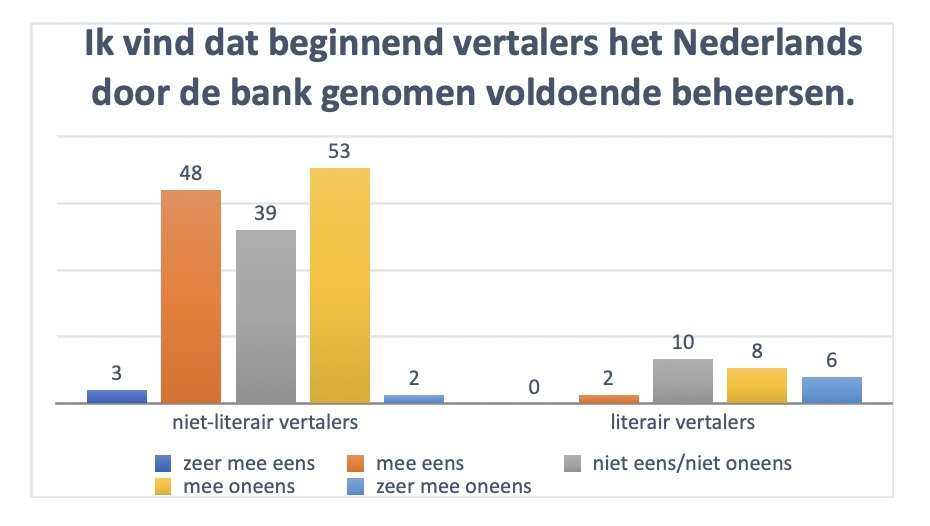 Ik vind dat beginnend vertalers het Nederlands
door de bank genomen voldoende beheersen.
3
48
39
53
2
0
2
10
8
6
niet-literair vertalers
literair vertalers
zeer mee eens
mee eens
niet eens/niet oneens
mee oneens
zeer mee oneens